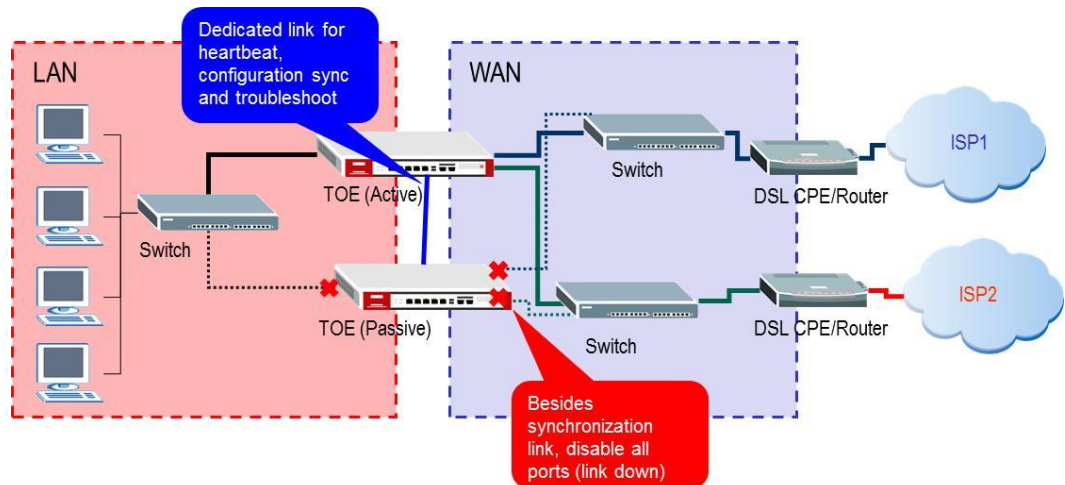 Dedicated link for
heartbeat,
configuration sync
and troubleshoot
LAN
WAN
Switch
TOE (Active)
Switch
DSL CPE/Router
ISP1
TOE (Passive)
Switch
DSL CPE/Router
ISP2
Besides
synchronization
link, disable all
ports (link down)